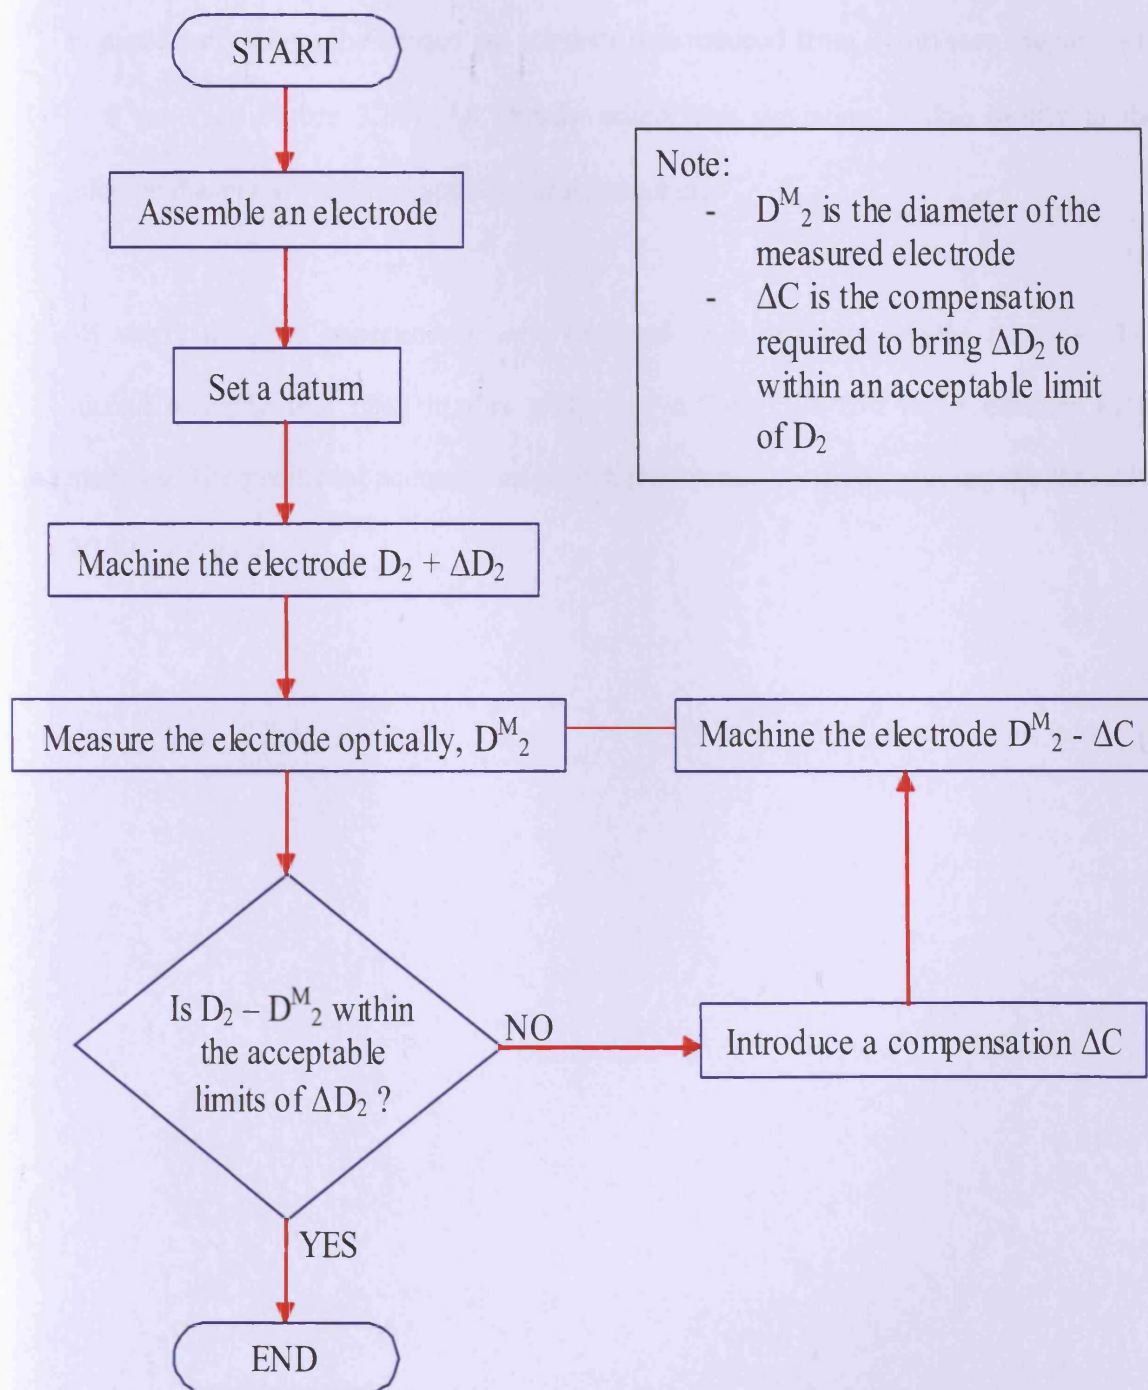 START
Assemble an electrode
Note:
- Dᴹ₂ is the diameter of the
measured electrode
- ΔC is the compensation
required to bring ΔD₂ to
within an acceptable limit
of D₂
Set a datum
Machine the electrode D₂ + ΔD₂
Measure the electrode optically, Dᴹ₂
Machine the electrode Dᴹ₂ - ΔC
Is D₂ – Dᴹ₂ within
the acceptable
limits of ΔD₂ ?
NO
Introduce a compensation ΔC
YES
END